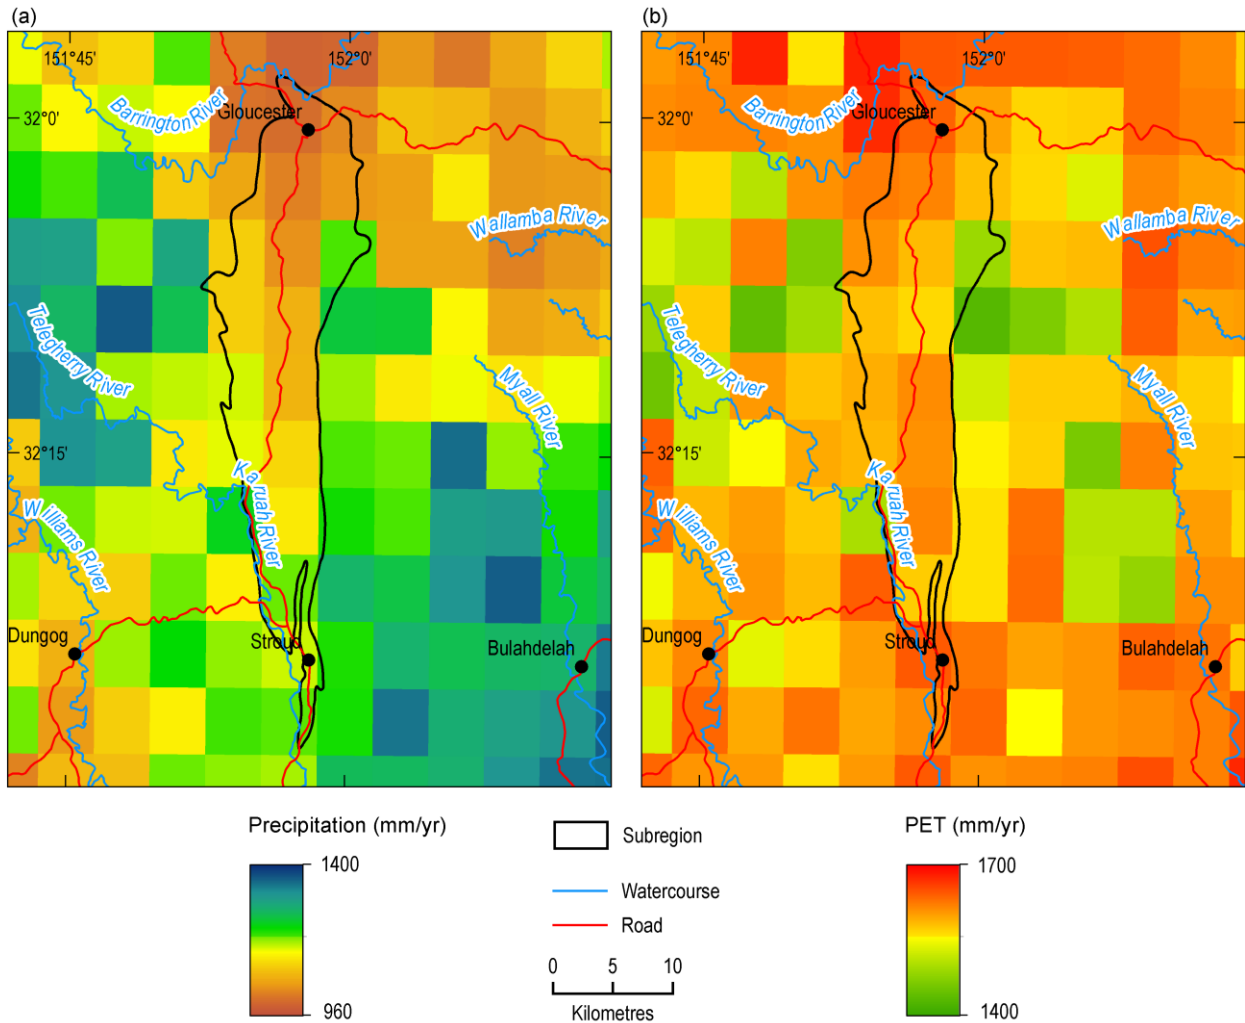 (a)
(b)
151°45'
152°0'
151°45'
152°0'
Barrington River
Gloucester
Barrington River
Gloucester
32°0'
32°0'
Wallamba River
Wallamba River
Telegherry River
Telegherry River
Myall River
Myall River
32°15'
32°15'
Karuah River
Karuah River
Williams River
Williams River
Dungog
Stroud
Bulahdelah
Dungog
Stroud
Bulahdelah
Precipitation (mm/yr)
1400
960
Subregion
Watercourse
Road
0 5 10
Kilometres
PET (mm/yr)
1700
1400